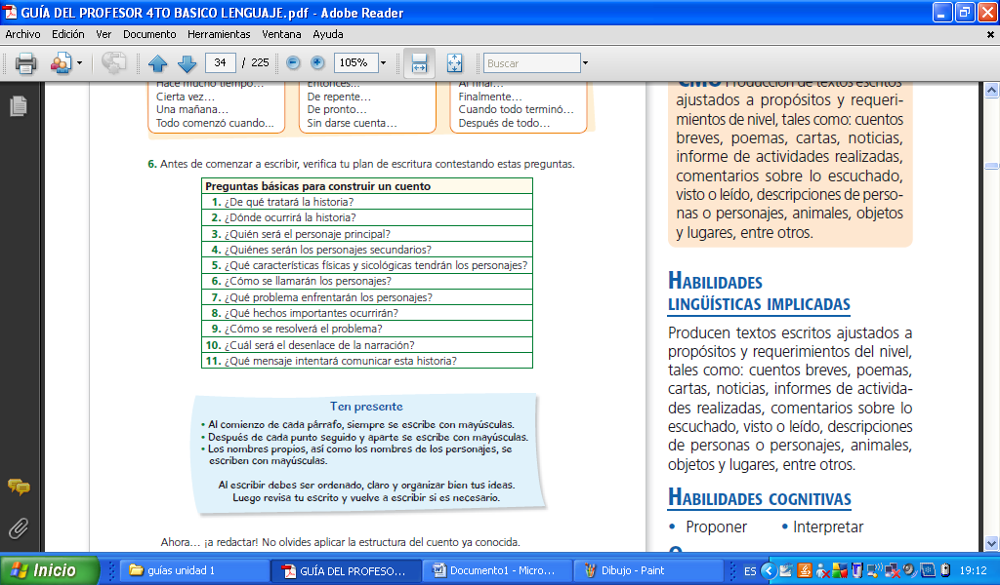 GUÍA DEL PROFESOR 4TO BASICO LENGUAJE.pdf - Adobe Reader
Archivo Edición Ver Documento Herramientas Ventana Ayuda
34 / 225 105% Buscar
Hace mucho tiempo...
Cierta vez...
Una mañana...
Todo comenzó cuando...
Entonces...
De repente...
De pronto...
Sin darse cuenta...
Al final...
Finalmente...
Cuando todo terminó...
Después de todo...
6. Antes de comenzar a escribir, verifica tu plan de escritura contestando estas preguntas.
Preguntas básicas para construir un cuento
1. ¿De qué tratará la historia?
2. ¿Dónde ocurrirá la historia?
3. ¿Quién será el personaje principal?
4. ¿Quiénes serán los personajes secundarios?
5. ¿Qué características físicas y sicológicas tendrán los personajes?
6. ¿Cómo se llamarán los personajes?
7. ¿Qué problema enfrentarán los personajes?
8. ¿Qué hechos importantes ocurrirán?
9. ¿Cómo se resolverá el problema?
10. ¿Cuál será el desenlace de la narración?
11. ¿Qué mensaje intentará comunicar esta historia?
Ten presente
• Al comienzo de cada párrafo, siempre se escribe con mayúsculas.
• Después de cada punto seguido y aparte se escribe con mayúsculas.
• Los nombres propios, así como los nombres de los personajes, se
escriben con mayúsculas.
Al escribir debes ser ordenado, claro y organizar bien tus ideas.
Luego revisa tu escrito y vuelve a escribir si es necesario.
Ahora... ¡a redactar! No olvides aplicar la estructura del cuento ya conocida.
CMO Producción de textos escritos
ajustados a propósitos y requeri-
mientos de nivel, tales como: cuentos
breves, poemas, cartas, noticias,
informe de actividades realizadas,
comentarios sobre lo escuchado,
visto o leído, descripciones de perso-
nas o personajes, animales, objetos
y lugares, entre otros.
HABILIDADES
LINGÜÍSTICAS IMPLICADAS
Producen textos escritos ajustados a
propósitos y requerimientos del nivel,
tales como: cuentos breves, poemas,
cartas, noticias, informes de activida-
des realizadas, comentarios sobre lo
escuchado, visto o leído, descripciones
de personas o personajes, animales,
objetos y lugares, entre otros.
HABILIDADES COGNITIVAS
• Proponer • Interpretar
Inicio guías unidad 1 GUÍA DEL PROFESO... Documento1 - Micro... Dibujo - Paint ES 19:12